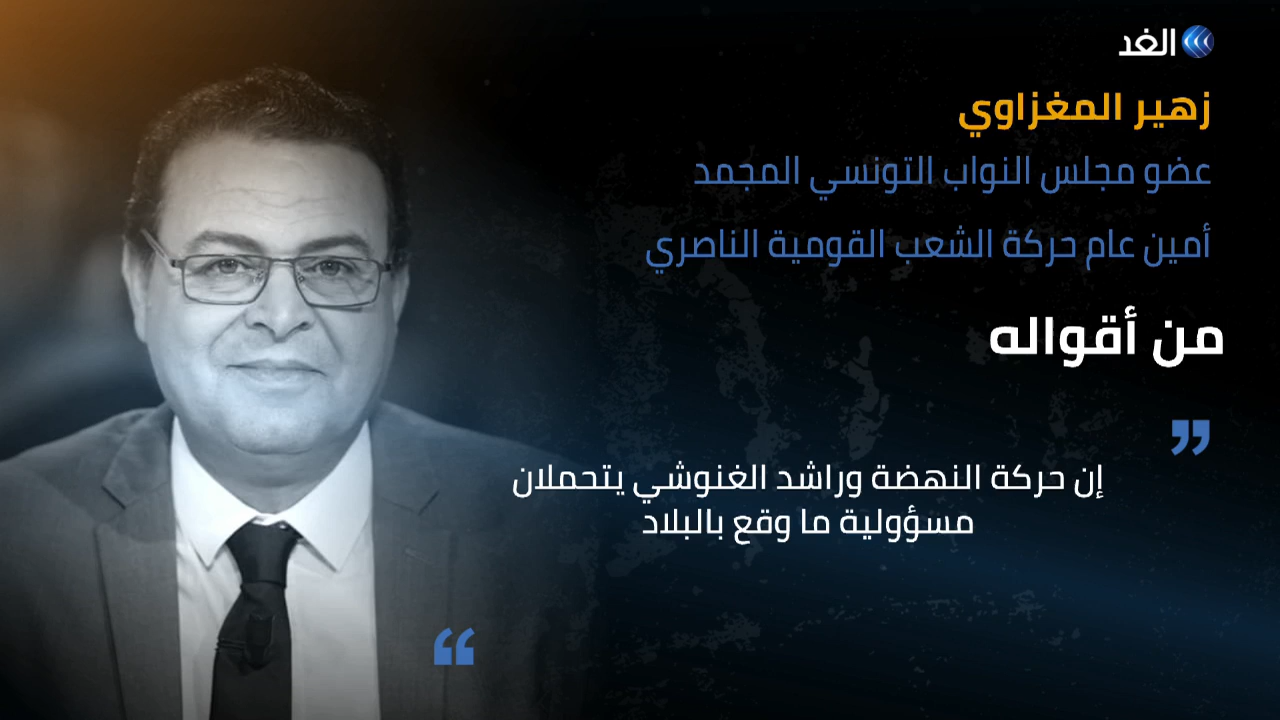 الغد
زهير المغزاوي
عضو مجلس النواب التونسي المجمد
أمين عام حركة الشعب القومية الناصري
من أقواله
”
إن حركة النهضة وراشد الغنوشي يتحملان
مسؤولية ما وقع بالبلاد
“